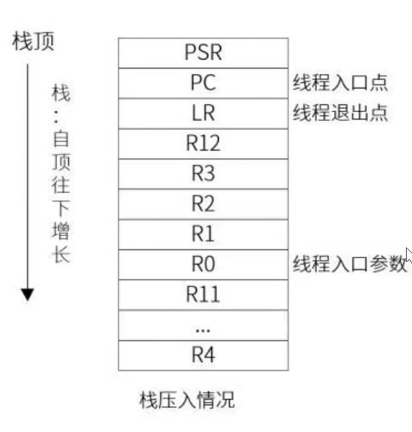 栈顶
栈：自顶往下增长
PSR
PC 线程入口点
LR 线程退出点
R12
R3
R2
R1
R0 线程入口参数
R11
...
R4
栈压入情况